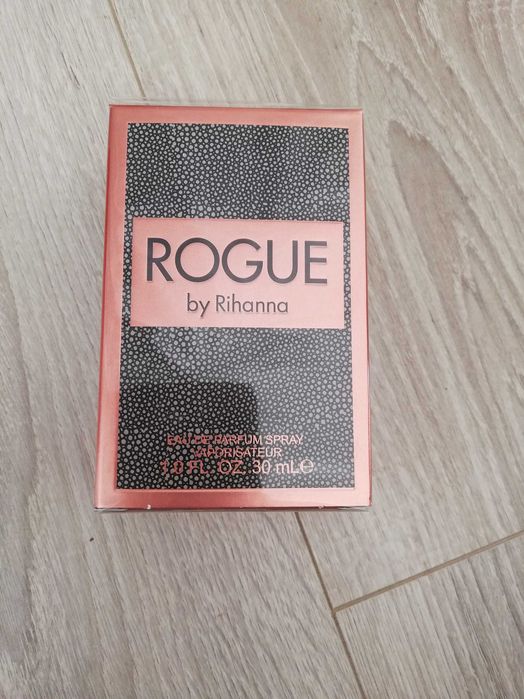 ROGUE
by Rihanna
EAU DE PARFUM SPRAY
VAPORISATEUR
1.0 FL. OZ. 30 mL℮